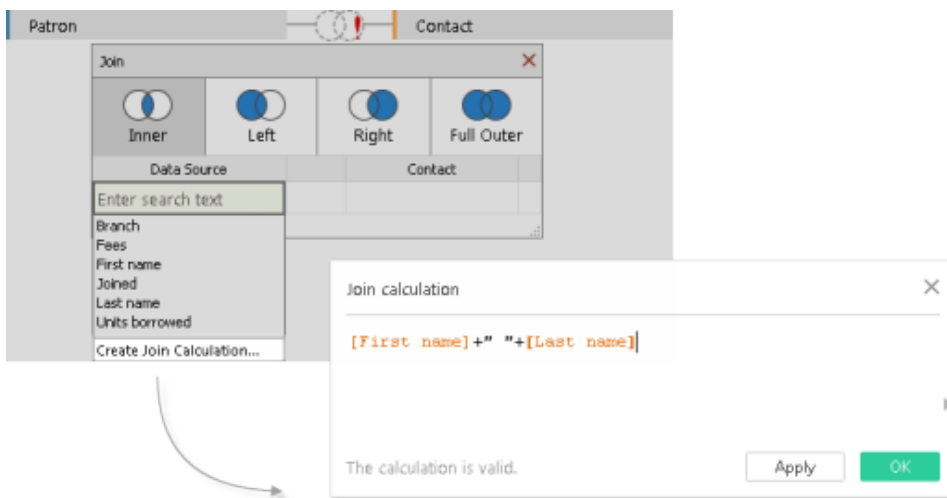 Patron Contact
Join
Inner Left Right Full Outer
Data Source Contact
Enter search text
Branch
Fees
First name
Joined
Last name
Units borrowed
Create Join Calculation...
Join calculation
[First name]+" "+[Last name]
The calculation is valid. Apply OK